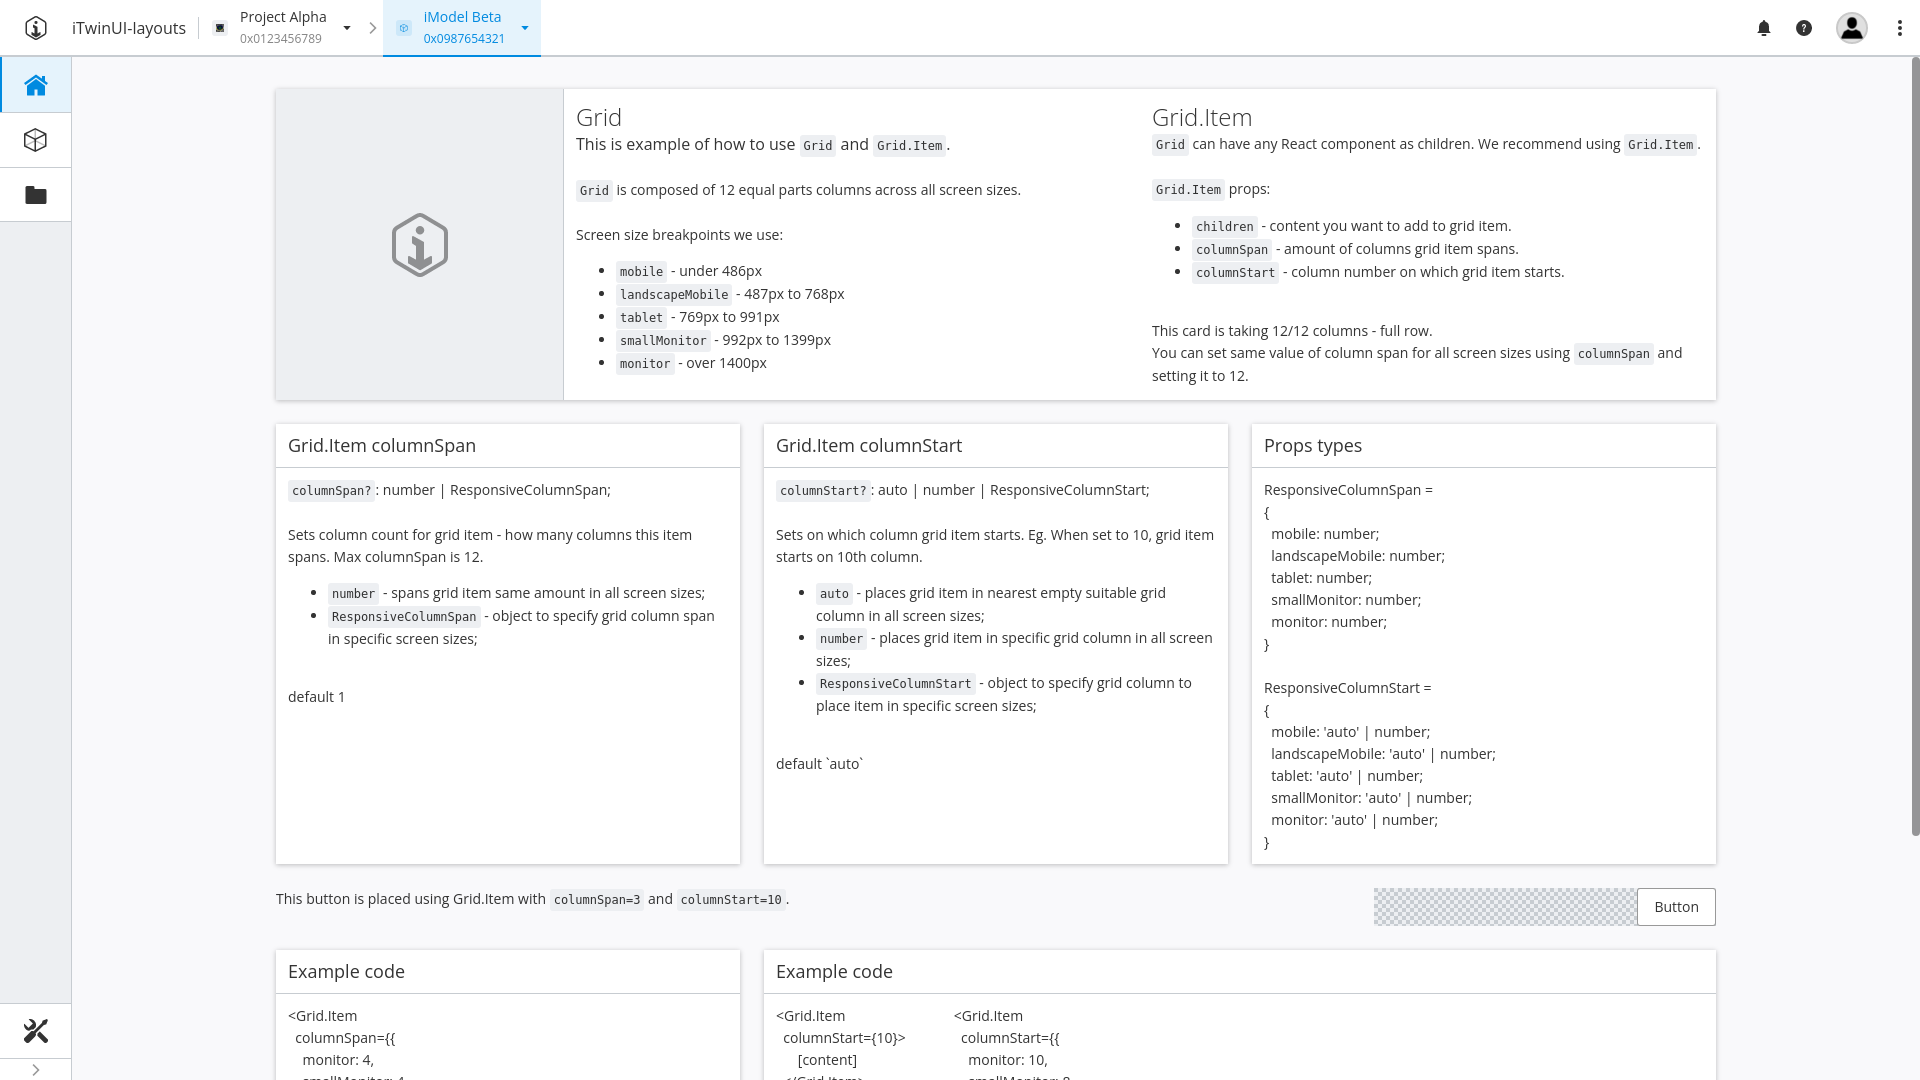 iTwinUI-layouts
Project Alpha
0x0123456789
iModel Beta
0x0987654321
Grid
This is example of how to use Grid and Grid.Item.
Grid is composed of 12 equal parts columns across all screen sizes.
Screen size breakpoints we use:
mobile - under 486px
landscapeMobile - 487px to 768px
tablet - 769px to 991px
smallMonitor - 992px to 1399px
monitor - over 1400px
Grid.Item
Grid can have any React component as children. We recommend using Grid.Item.
Grid.Item props:
children - content you want to add to grid item.
columnSpan - amount of columns grid item spans.
columnStart - column number on which grid item starts.
This card is taking 12/12 columns - full row.
You can set same value of column span for all screen sizes using columnSpan and
setting it to 12.
Grid.Item columnSpan
columnSpan?: number | ResponsiveColumnSpan;
Sets column count for grid item - how many columns this item
spans. Max columnSpan is 12.
number - spans grid item same amount in all screen sizes;
ResponsiveColumnSpan - object to specify grid column span
in specific screen sizes;
default 1
Grid.Item columnStart
columnStart?: auto | number | ResponsiveColumnStart;
Sets on which column grid item starts. Eg. When set to 10, grid item
starts on 10th column.
auto - places grid item in nearest empty suitable grid
column in all screen sizes;
number - places grid item in specific grid column in all screen
sizes;
ResponsiveColumnStart - object to specify grid column to
place item in specific screen sizes;
default `auto`
Props types
ResponsiveColumnSpan =
{
mobile: number;
landscapeMobile: number;
tablet: number;
smallMonitor: number;
monitor: number;
}
ResponsiveColumnStart =
{
mobile: 'auto' | number;
landscapeMobile: 'auto' | number;
tablet: 'auto' | number;
smallMonitor: 'auto' | number;
monitor: 'auto' | number;
}
This button is placed using Grid.Item with columnSpan=3 and columnStart=10.
Button
Example code
<Grid.Item
columnSpan={{
monitor: 4,
smallMonitor: 4
Example code
<Grid.Item
columnStart={10}>
[content]
</Grid.Item>
<Grid.Item
columnStart={{
monitor: 10,
smallMonitor: 8